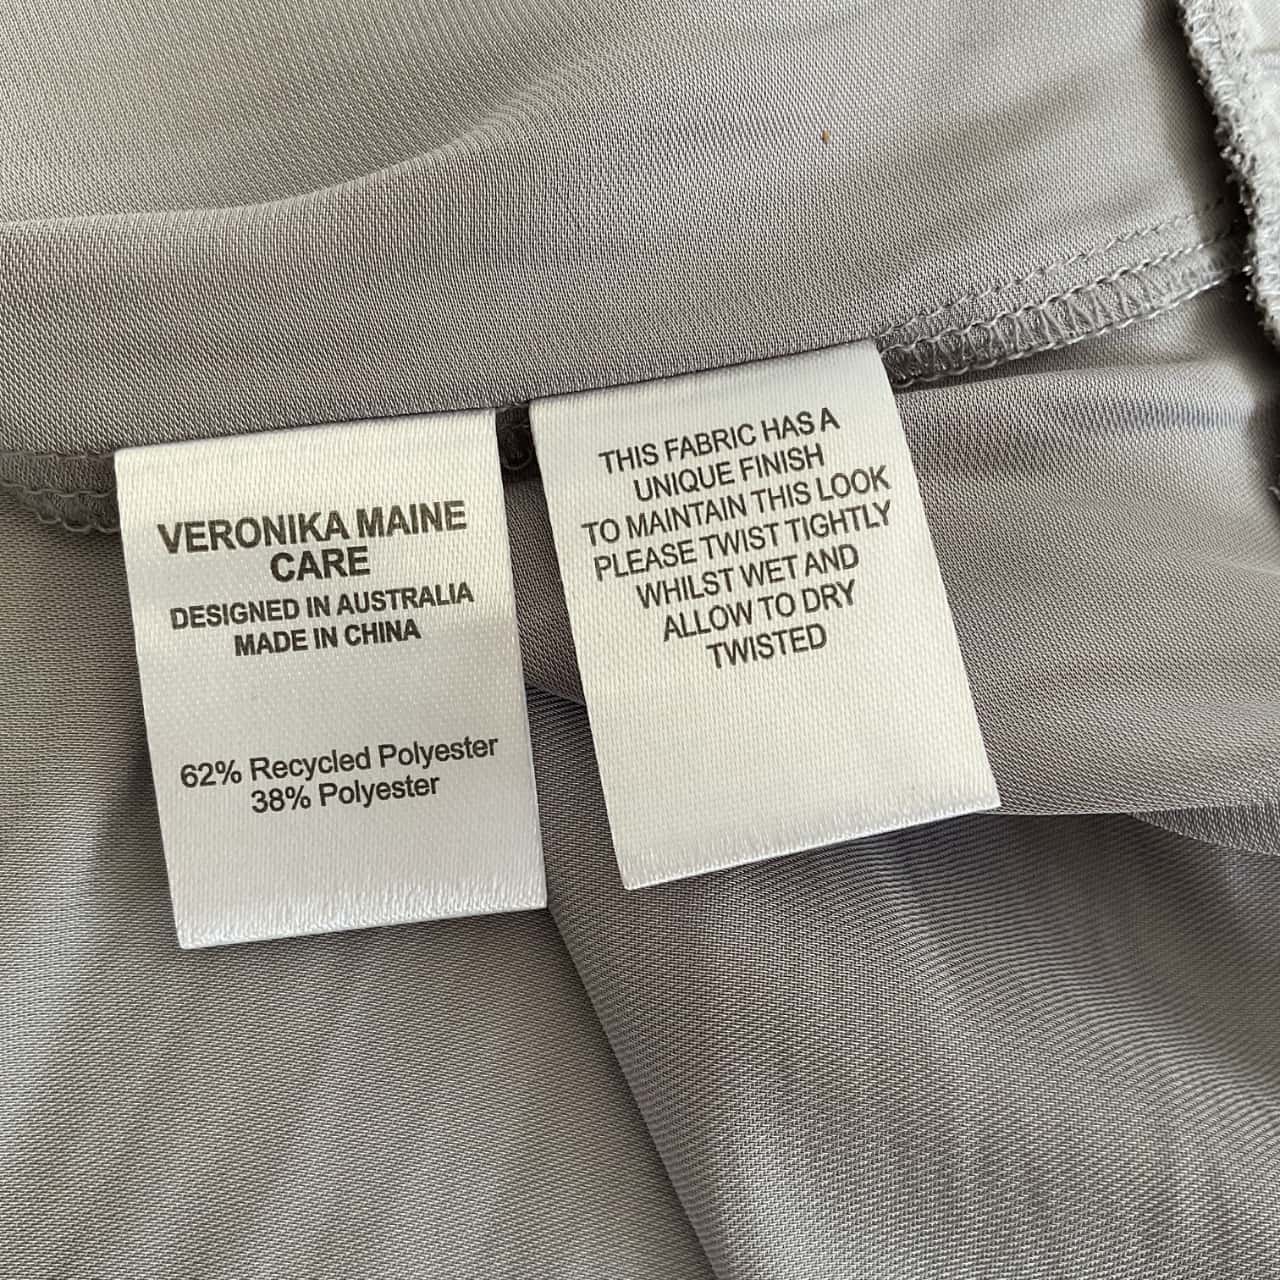 VERONIKA MAINE
CARE
DESIGNED IN AUSTRALIA
MADE IN CHINA
62% Recycled Polyester
38% Polyester
THIS FABRIC HAS A
UNIQUE FINISH
TO MAINTAIN THIS LOOK
PLEASE TWIST TIGHTLY
WHILST WET AND
ALLOW TO DRY
TWISTED